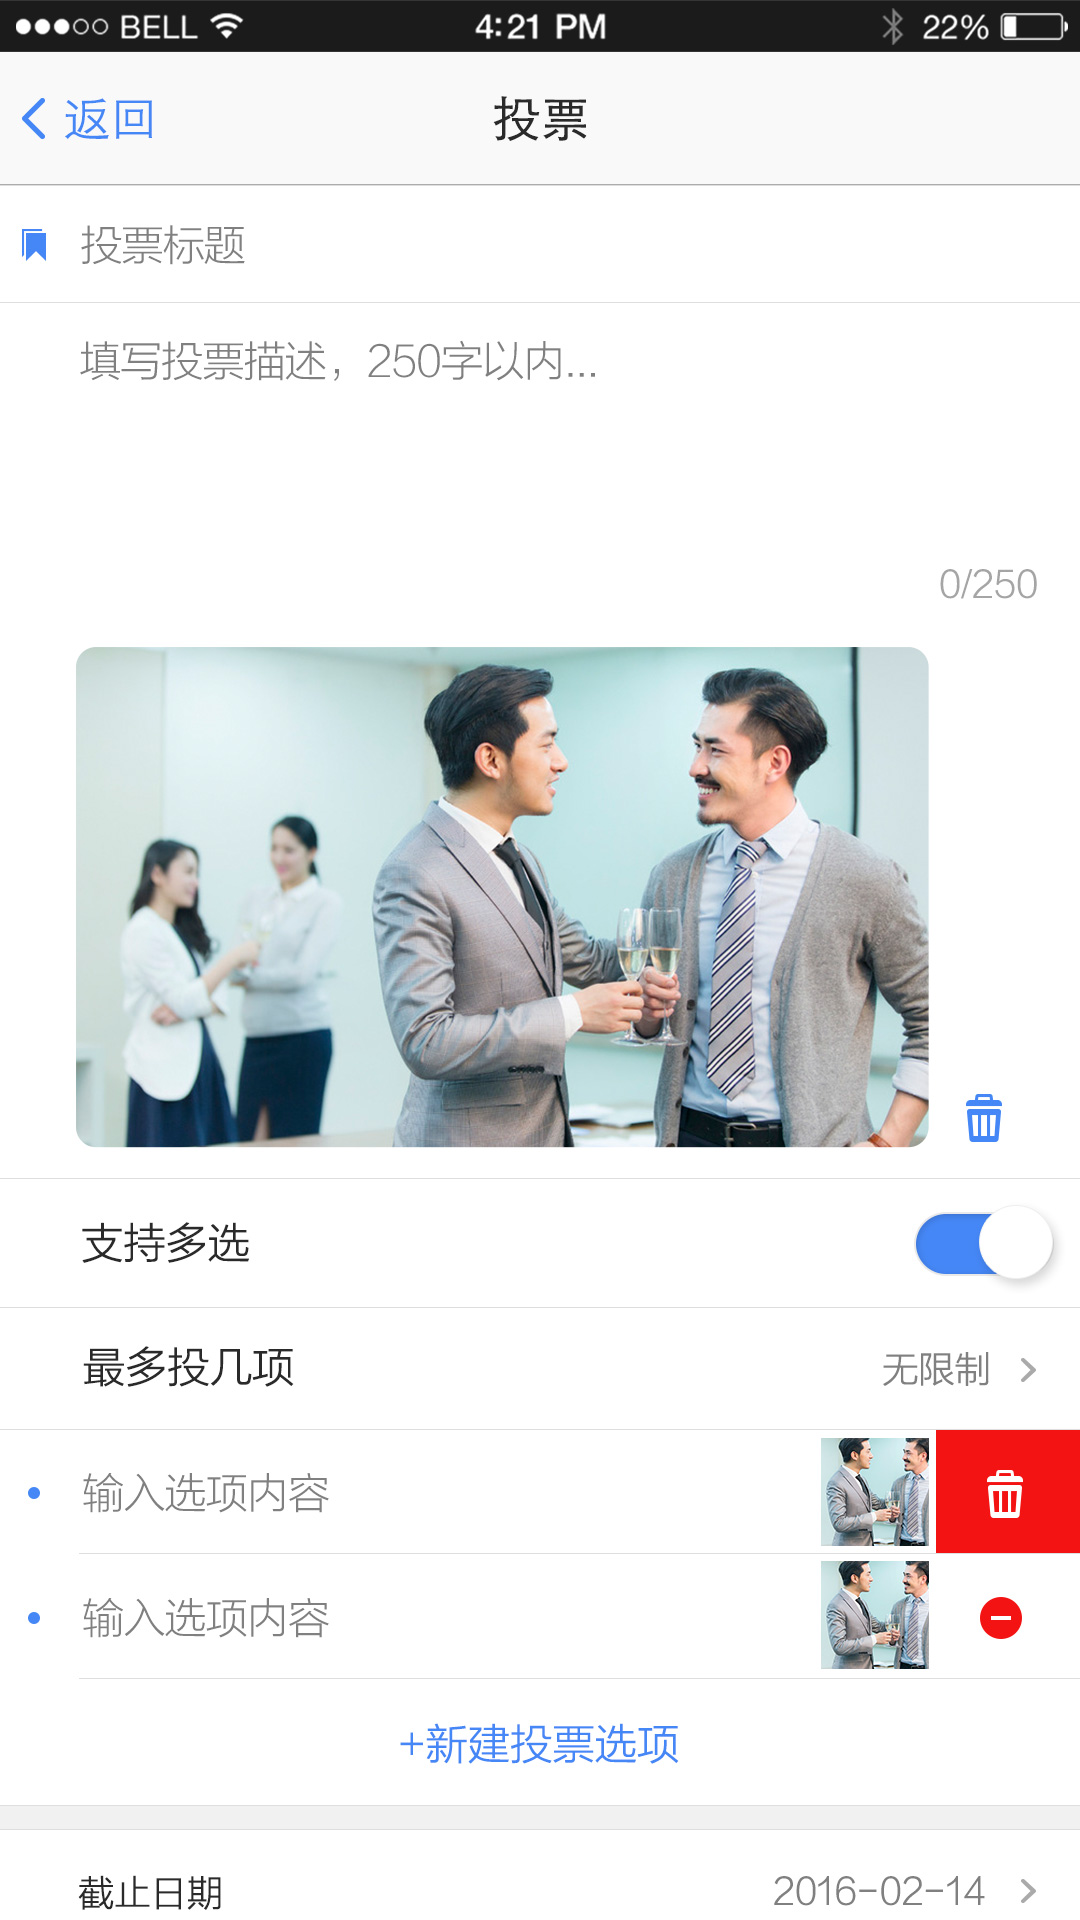 BELL 4:21 PM 22%
返回 投票
投票标题
填写投票描述，250字以内...
0/250
支持多选
最多投几项 无限制
输入选项内容
输入选项内容
+新建投票选项
截止日期 2016-02-14